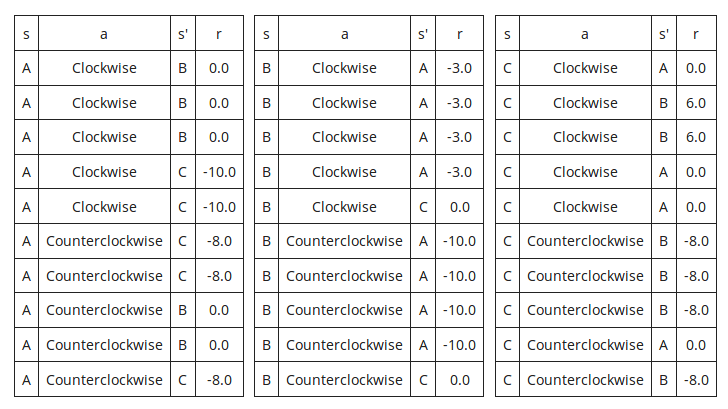 s a s' r s a s' r s a s' r
A Clockwise B 0.0 B Clockwise A -3.0 C Clockwise A 0.0
A Clockwise B 0.0 B Clockwise A -3.0 C Clockwise B 6.0
A Clockwise B 0.0 B Clockwise A -3.0 C Clockwise B 6.0
A Clockwise C -10.0 B Clockwise A -3.0 C Clockwise A 0.0
A Clockwise C -10.0 B Clockwise C 0.0 C Clockwise A 0.0
A Counterclockwise C -8.0 B Counterclockwise A -10.0 C Counterclockwise B -8.0
A Counterclockwise C -8.0 B Counterclockwise A -10.0 C Counterclockwise B -8.0
A Counterclockwise B 0.0 B Counterclockwise A -10.0 C Counterclockwise B -8.0
A Counterclockwise B 0.0 B Counterclockwise A -10.0 C Counterclockwise A 0.0
A Counterclockwise C -8.0 B Counterclockwise C 0.0 C Counterclockwise B -8.0